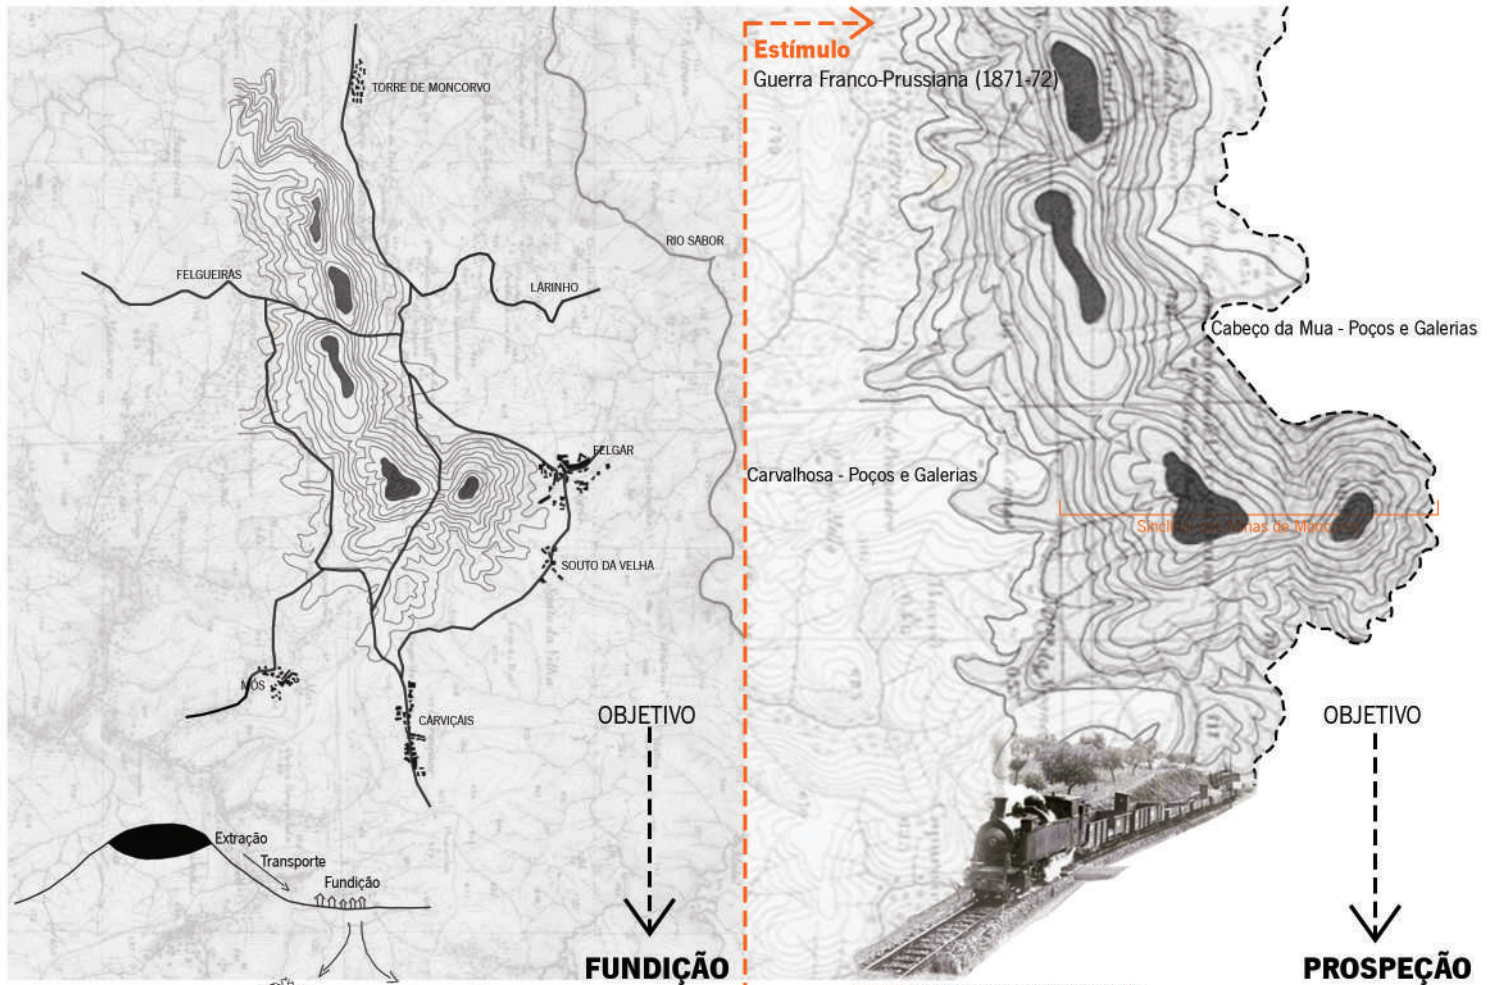 TORRE DE MONCORVO
RIO SABOR
FELGUEIRAS
LARINHO
FELGAR
SOUTO DA VELHA
MÓS
CARVIÇAIS
OBJETIVO
FUNDIÇÃO
Extração
Transporte
Fundição
Estímulo
Guerra Franco-Prussiana (1871-72)
Cabeço da Mua - Poços e Galerias
Carvalhosa - Poços e Galerias
de
OBJETIVO
PROSPEÇÃO